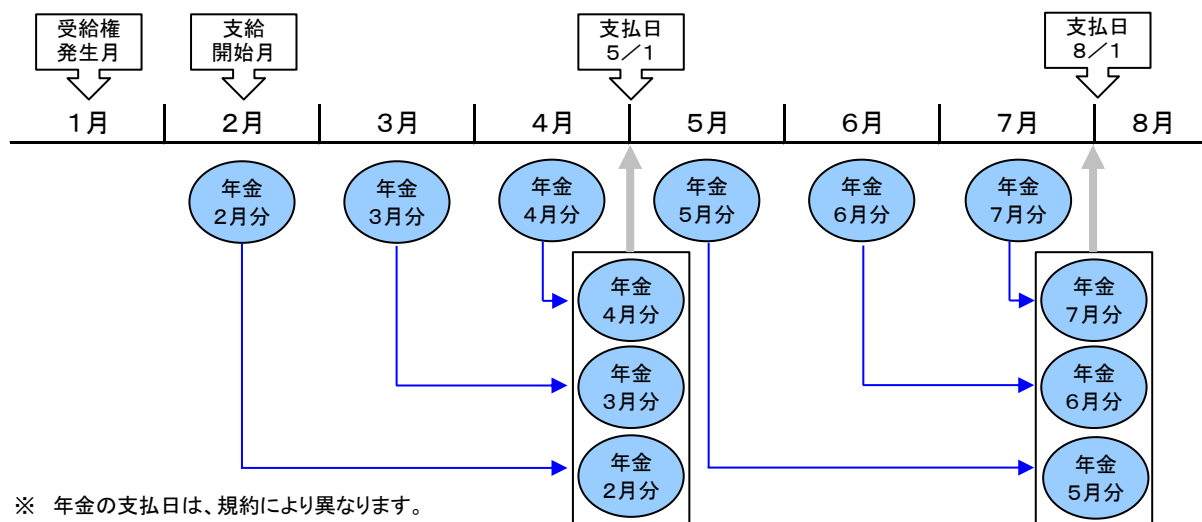 受給権
発生月
支給
開始月
支払日
5/1
支払日
8/1
1月
2月
3月
4月
5月
6月
7月
8月
年金
2月分
年金
3月分
年金
4月分
年金
5月分
年金
6月分
年金
7月分
年金
4月分
年金
3月分
年金
2月分
年金
7月分
年金
6月分
年金
5月分
※ 年金の支払日は、規約により異なります。